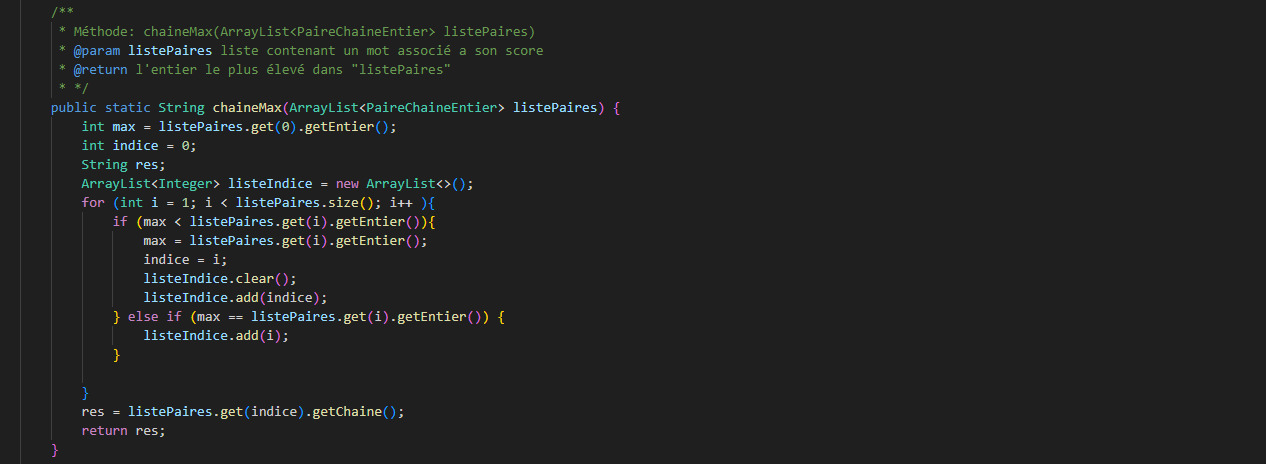 /**
 * Méthode: chaineMax(ArrayList<PaireChaineEntier> listePaires)
 * @param listePaires liste contenant un mot associé a son score
 * @return l'entier le plus élevé dans "listePaires"
 * */
public static String chaineMax(ArrayList<PaireChaineEntier> listePaires) {
    int max = listePaires.get(0).getEntier();
    int indice = 0;
    String res;
    ArrayList<Integer> listeIndice = new ArrayList<>();
    for (int i = 1; i < listePaires.size(); i++ ){
        if (max < listePaires.get(i).getEntier()){
            max = listePaires.get(i).getEntier();
            indice = i;
            listeIndice.clear();
            listeIndice.add(indice);
        } else if (max == listePaires.get(i).getEntier()) {
            listeIndice.add(i);
        }

    }
    res = listePaires.get(indice).getChaine();
    return res;
}